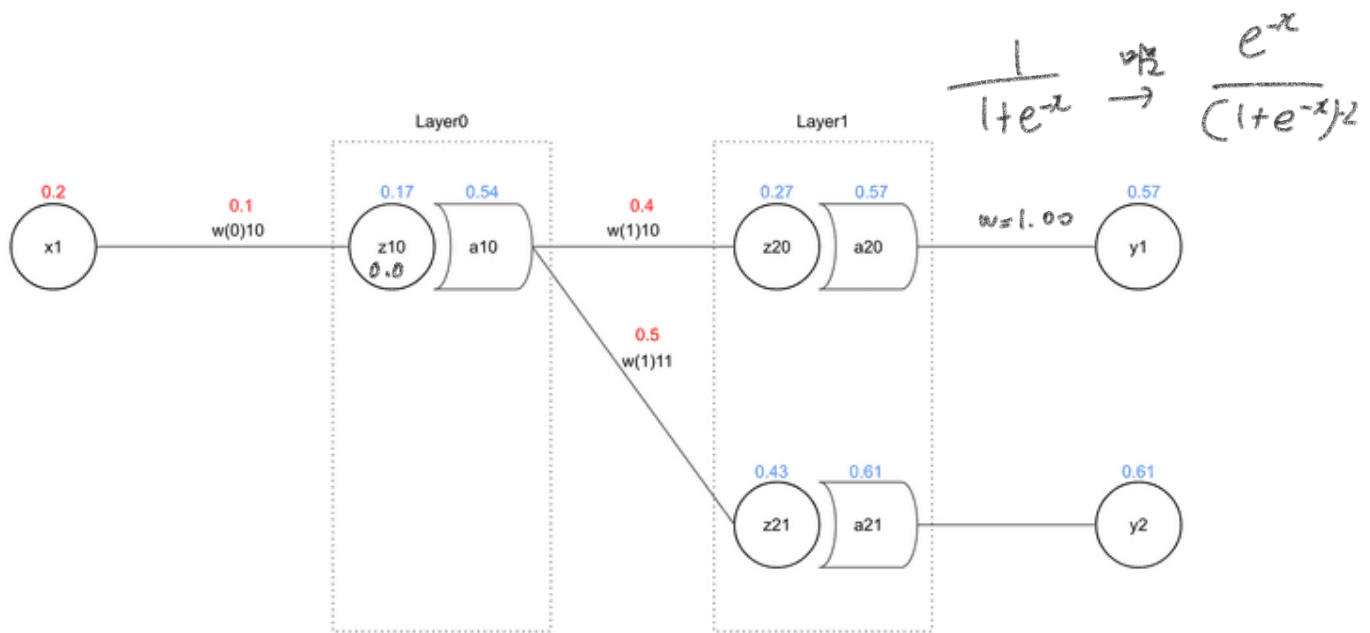 1 / 1+e^-x → 미분 e^-x / (1+e^-x)^2
Layer0
Layer1
0.2
x1
0.1
w(0)10
0.17
0.54
z10
0.0
a10
0.4
w(1)10
0.27
0.57
z20
a20
w=1.00
0.57
y1
0.5
w(1)11
0.43
0.61
z21
a21
0.61
y2